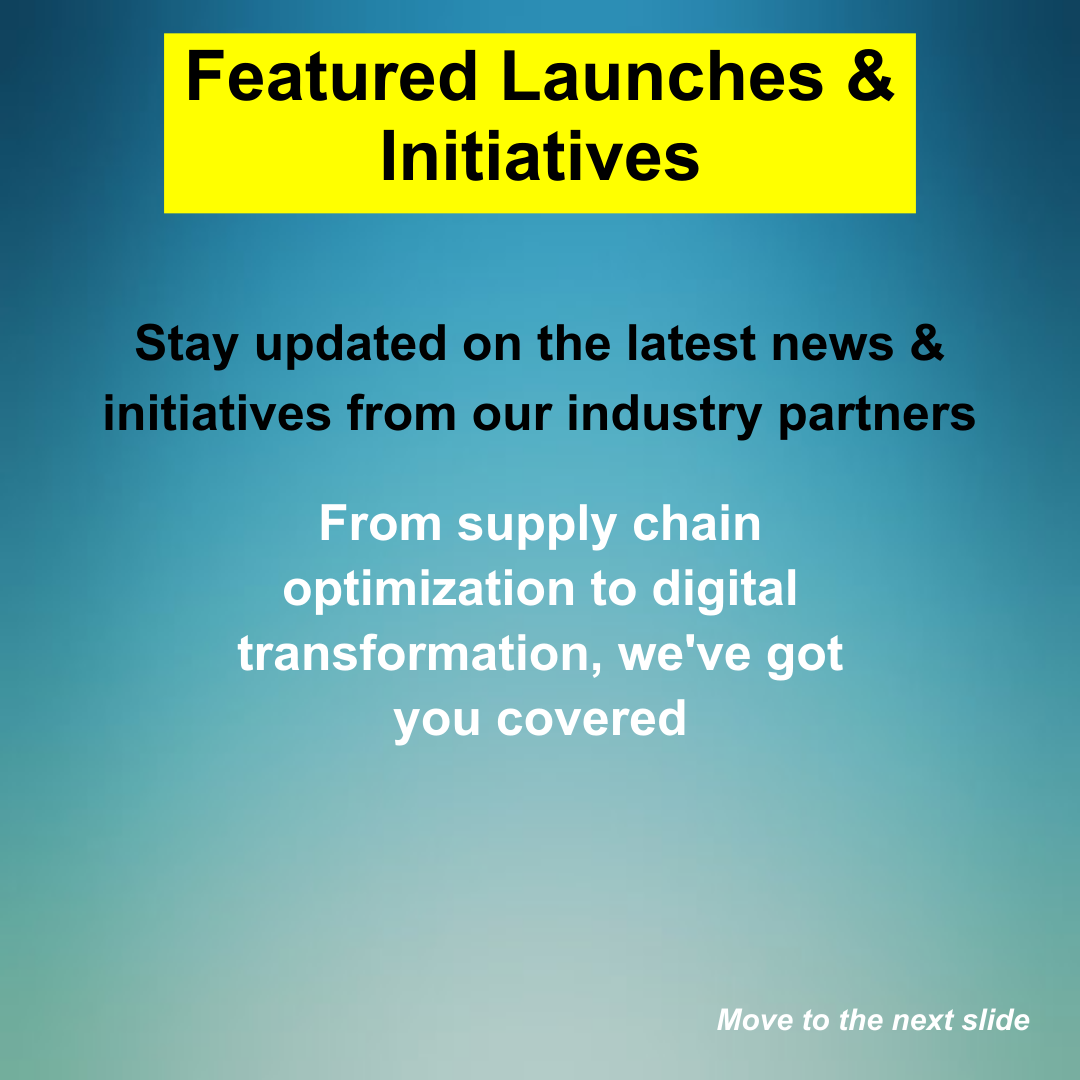 Featured Launches &
Initiatives
Stay updated on the latest news &
initiatives from our industry partners
From supply chain
optimization to digital
transformation, we've got
you covered
Move to the next slide